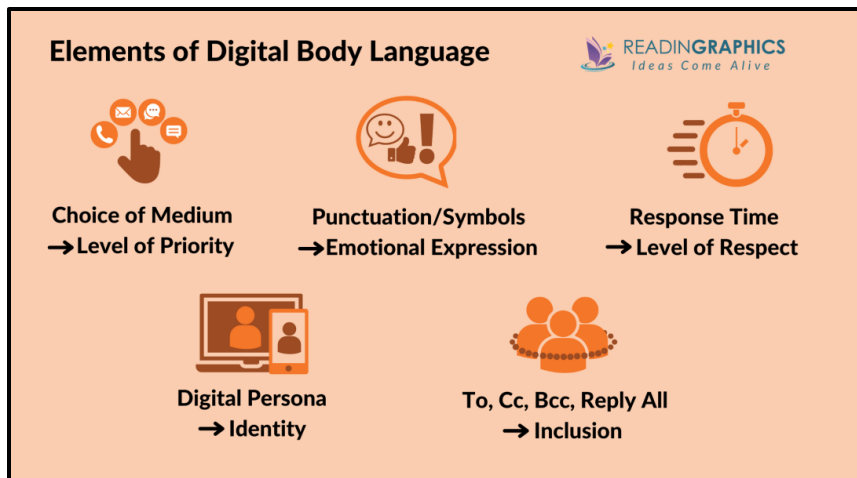 Elements of Digital Body Language
READINGRAPHICS
Ideas Come Alive
Choice of Medium
→ Level of Priority
Punctuation/Symbols
→ Emotional Expression
Response Time
→ Level of Respect
Digital Persona
→ Identity
To, Cc, Bcc, Reply All
→ Inclusion